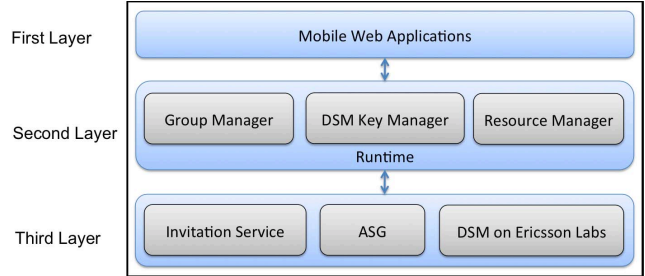 First Layer
Mobile Web Applications
Second Layer
Group Manager
DSM Key Manager
Resource Manager
Runtime
Third Layer
Invitation Service
ASG
DSM on Ericsson Labs